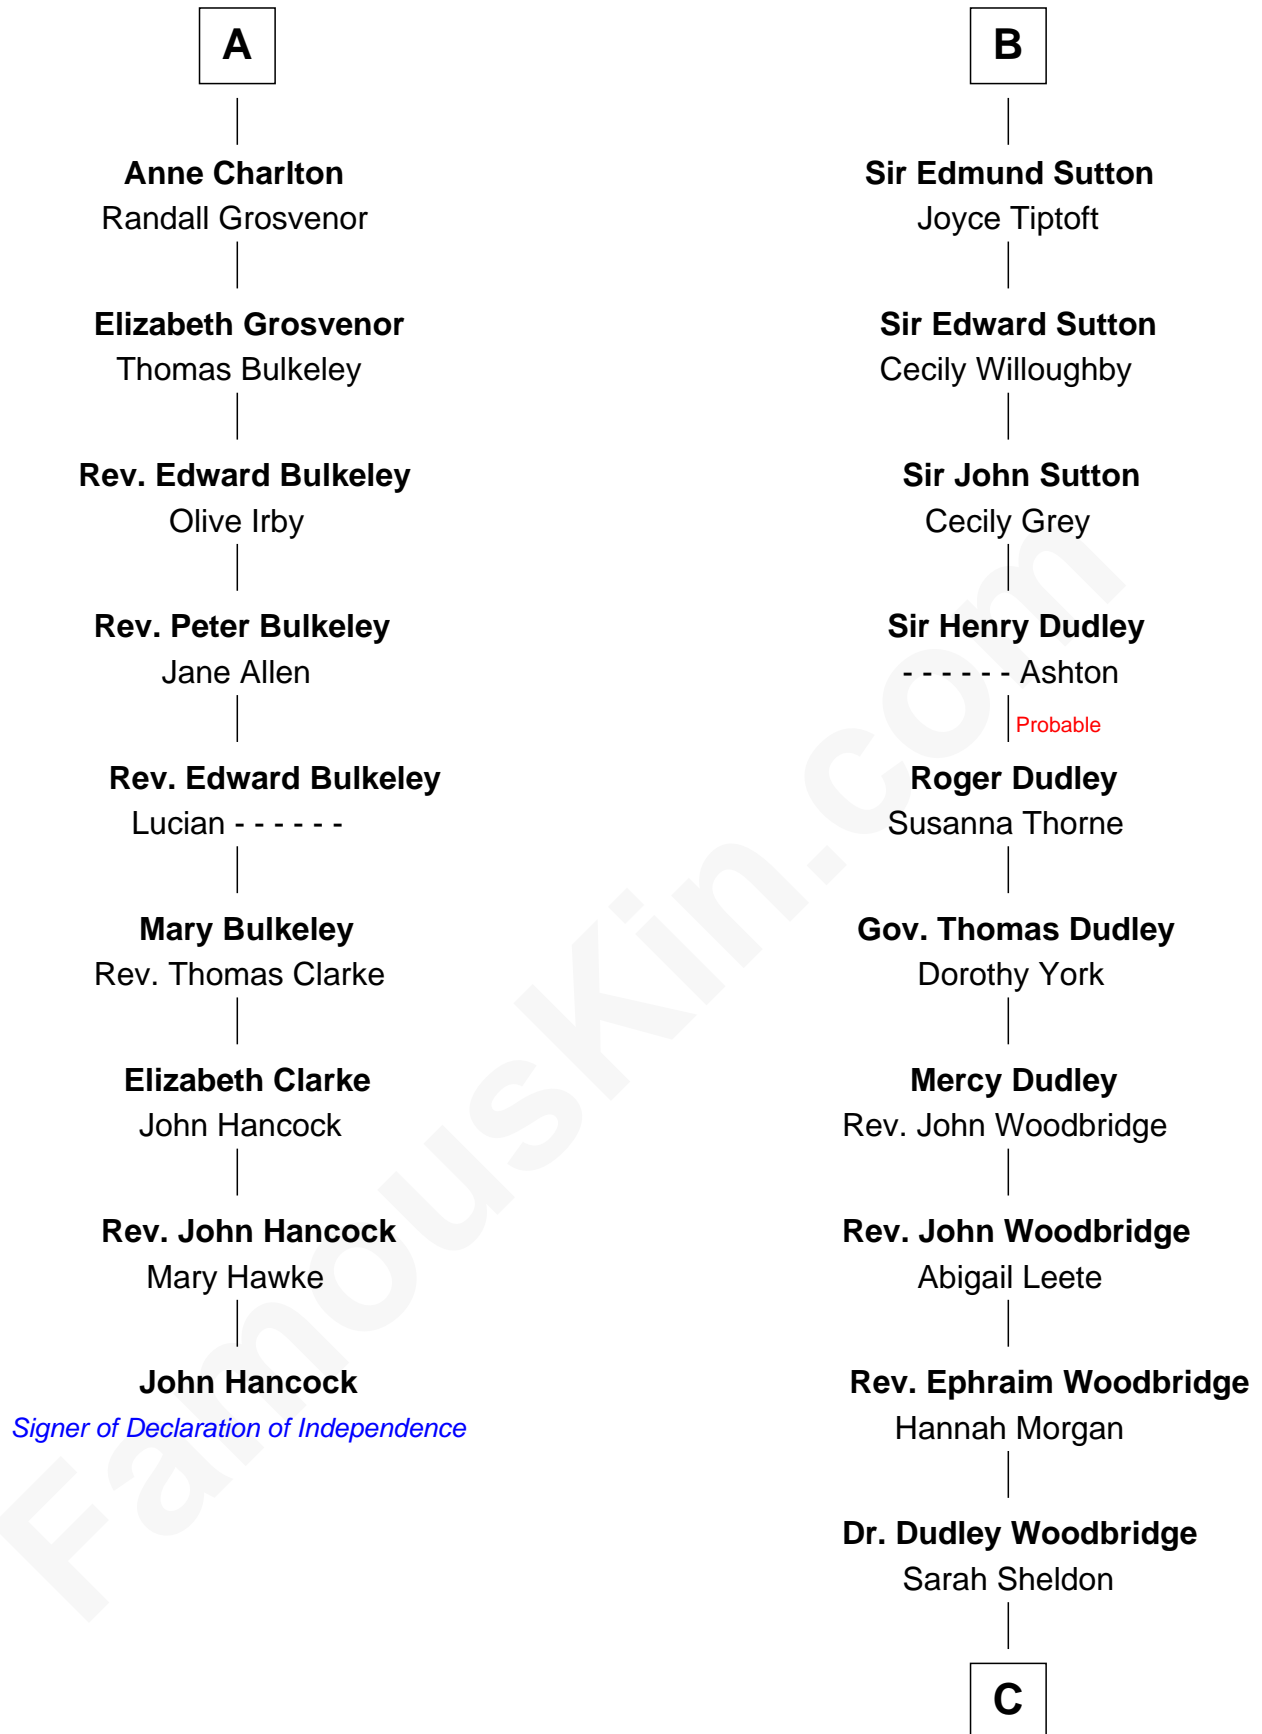 A
Anne Charlton
Randall Grosvenor
Elizabeth Grosvenor
Thomas Bulkeley
Rev. Edward Bulkeley
Olive Irby
Rev. Peter Bulkeley
Jane Allen
Rev. Edward Bulkeley
Lucian - - - - - -
Mary Bulkeley
Rev. Thomas Clarke
Elizabeth Clarke
John Hancock
Rev. John Hancock
Mary Hawke
John Hancock
Signer of Declaration of Independence
B
Sir Edmund Sutton
Joyce Tiptoft
Sir Edward Sutton
Cecily Willoughby
Sir John Sutton
Cecily Grey
Sir Henry Dudley
- - - - - - Ashton
Probable
Roger Dudley
Susanna Thorne
Gov. Thomas Dudley
Dorothy York
Mercy Dudley
Rev. John Woodbridge
Rev. John Woodbridge
Abigail Leete
Rev. Ephraim Woodbridge
Hannah Morgan
Dr. Dudley Woodbridge
Sarah Sheldon
C
FamousKin.com